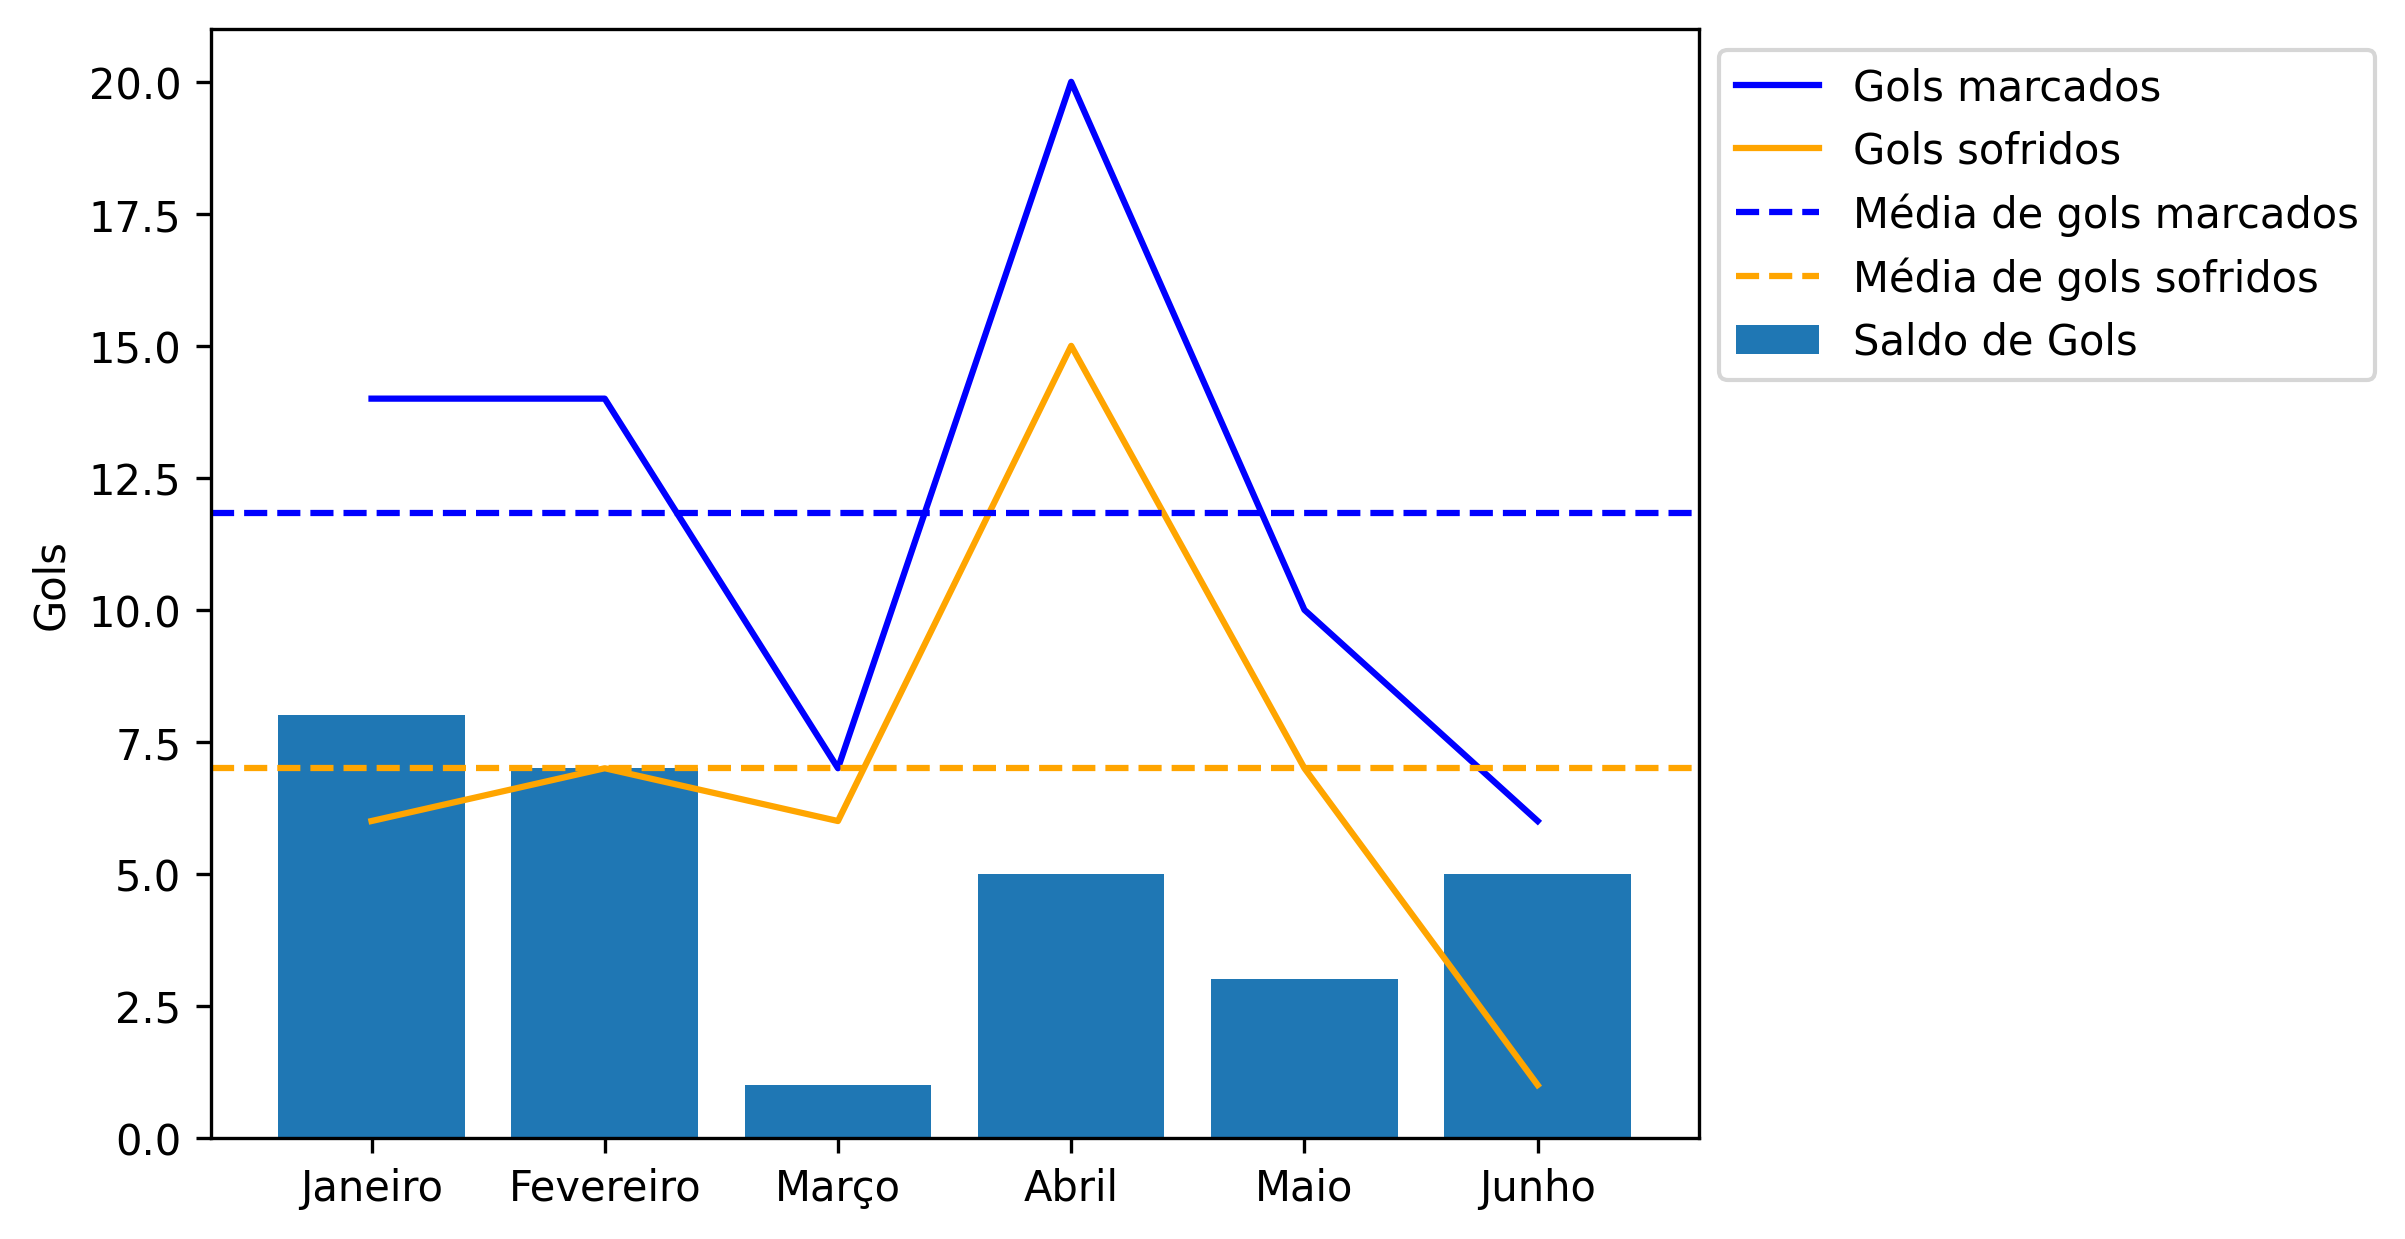 Gols
20.0
17.5
15.0
12.5
10.0
7.5
5.0
2.5
0.0
Janeiro
Fevereiro
Março
Abril
Maio
Junho
Gols marcados
Gols sofridos
Média de gols marcados
Média de gols sofridos
Saldo de Gols